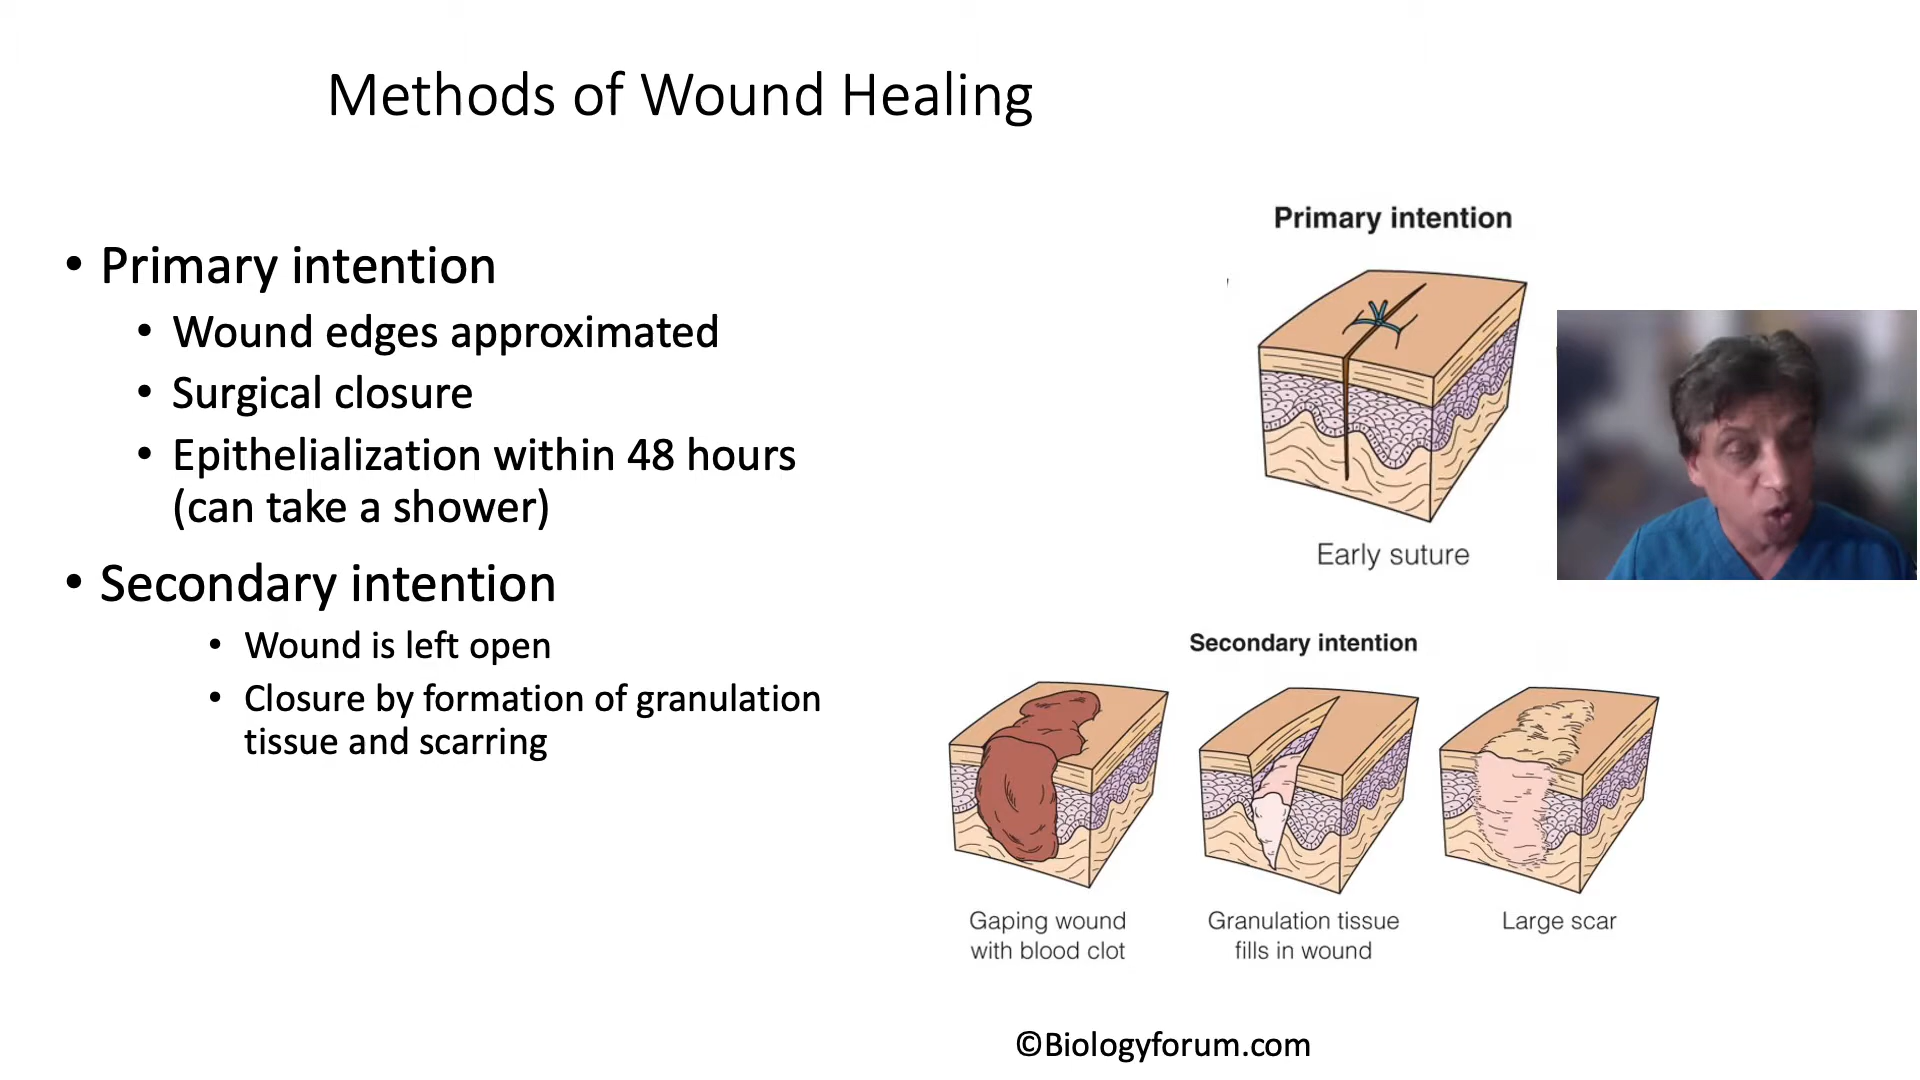 Methods of Wound Healing
• Primary intention
• Wound edges approximated
• Surgical closure
• Epithelialization within 48 hours
(can take a shower)
• Secondary intention
• Wound is left open
• Closure by formation of granulation
tissue and scarring
Primary intention
Early suture
Secondary intention
Gaping wound
with blood clot
Granulation tissue
fills in wound
Large scar
©Biologyforum.com